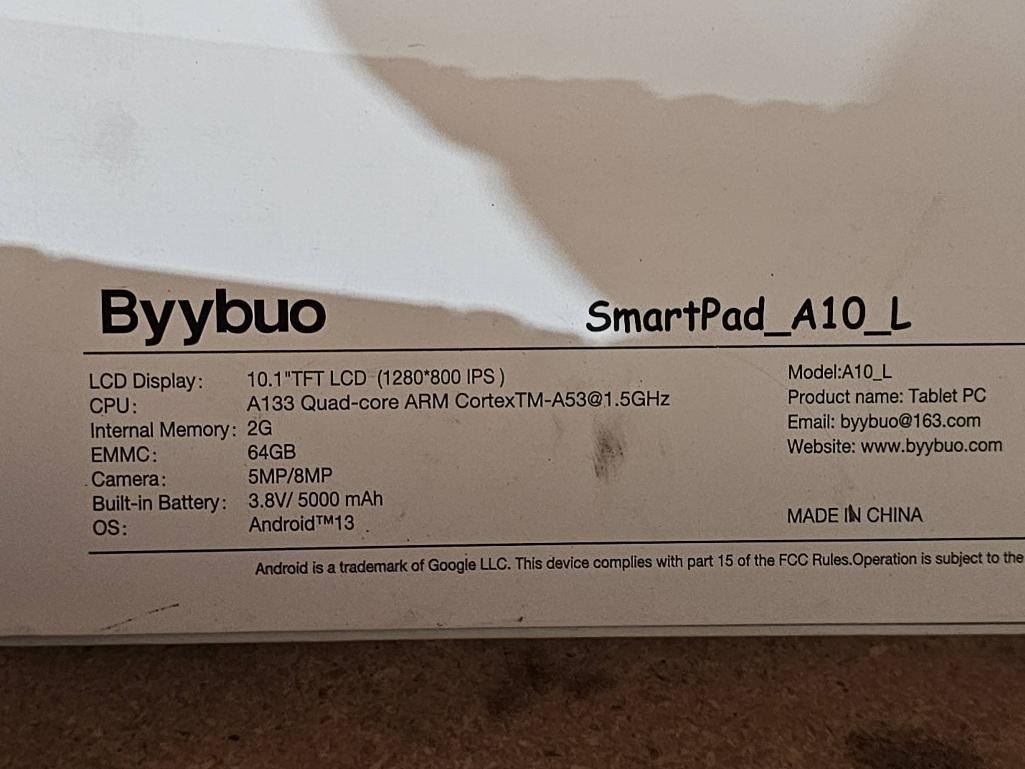 Byybuo
SmartPad_A10_L
LCD Display: 10.1"TFT LCD (1280*800 IPS)
CPU: A133 Quad-core ARM CortexTM-A53@1.5GHz
Internal Memory: 2G
EMMC: 64GB
Camera: 5MP/8MP
Built-in Battery: 3.8V/ 5000 mAh
OS: Android™13
Model:A10_L
Product name: Tablet PC
Email: byybuo@163.com
Website: www.byybuo.com
MADE IN CHINA
Android is a trademark of Google LLC. This device complies with part 15 of the FCC Rules.Operation is subject to the